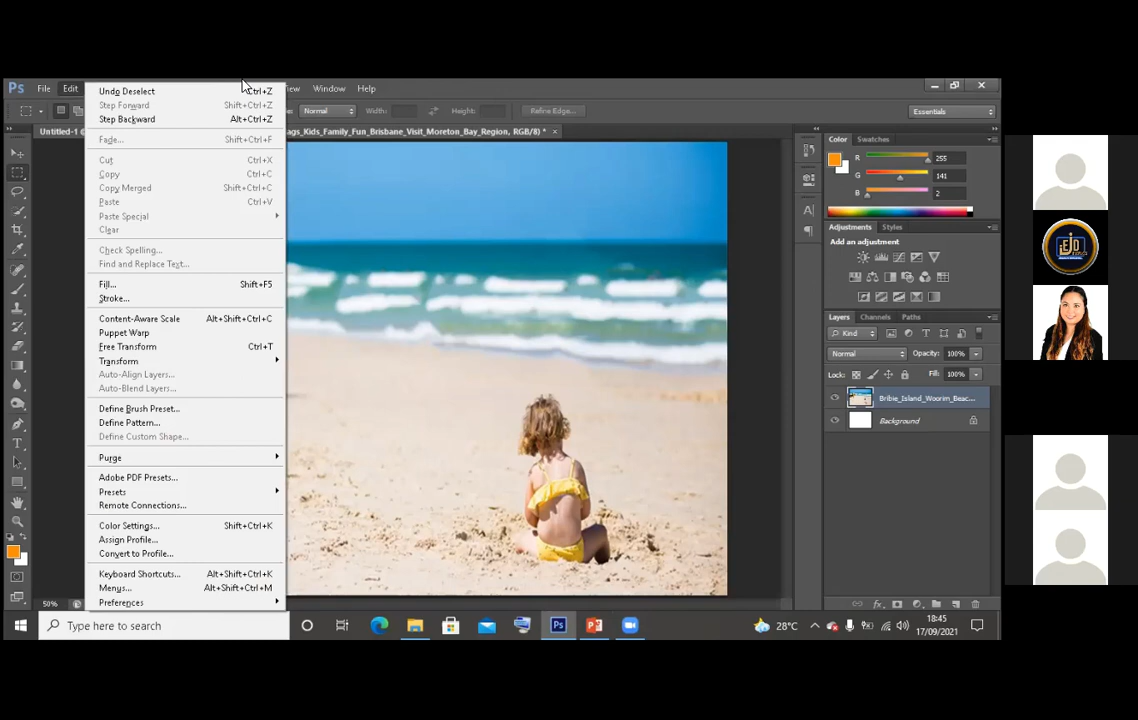 Ps File Edit View Window Help
Normal Width: Height: Refine Edge... Essentials
Untitled-1 @ ags_Kids_Family_Fun_Brisbane_Visit_Moreton_Bay_Region, RGB/8) * ×
Undo Deselect Ctrl+Z
Step Forward Shift+Ctrl+Z
Step Backward Alt+Ctrl+Z
Fade... Shift+Ctrl+F
Cut Ctrl+X
Copy Ctrl+C
Copy Merged Shift+Ctrl+C
Paste Ctrl+V
Paste Special
Clear
Check Spelling...
Find and Replace Text...
Fill... Shift+F5
Stroke...
Content-Aware Scale Alt+Shift+Ctrl+C
Puppet Warp
Free Transform Ctrl+T
Transform
Auto-Align Layers...
Auto-Blend Layers...
Define Brush Preset...
Define Pattern...
Define Custom Shape...
Purge
Adobe PDF Presets...
Presets
Remote Connections...
Color Settings... Shift+Ctrl+K
Assign Profile...
Convert to Profile...
Keyboard Shortcuts... Alt+Shift+Ctrl+K
Menus... Alt+Shift+Ctrl+M
Preferences
Color Swatches
R 255
G 141
B 2
Adjustments Styles
Add an adjustment
Layers Channels Paths
Kind
Normal Opacity: 100%
Lock: Fill: 100%
Bribie_Island_Woorim_Beac...
Background
50%
Type here to search
28°C
18:45
17/09/2021